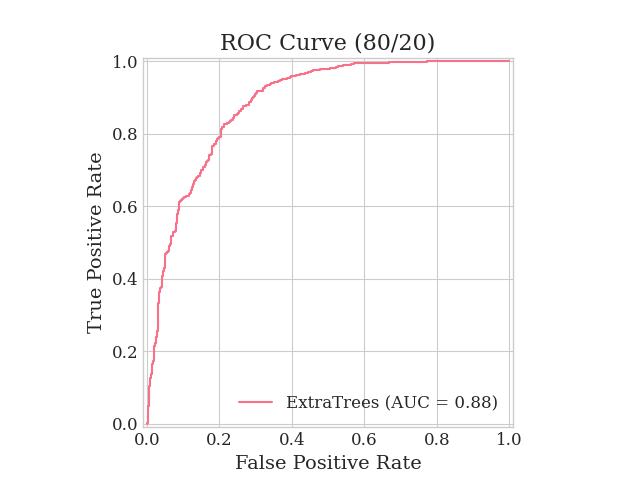 ROC Curve (80/20)
True Positive Rate
1.0
0.8
0.6
0.4
0.2
0.0
ExtraTrees (AUC = 0.88)
0.0 0.2 0.4 0.6 0.8 1.0
False Positive Rate